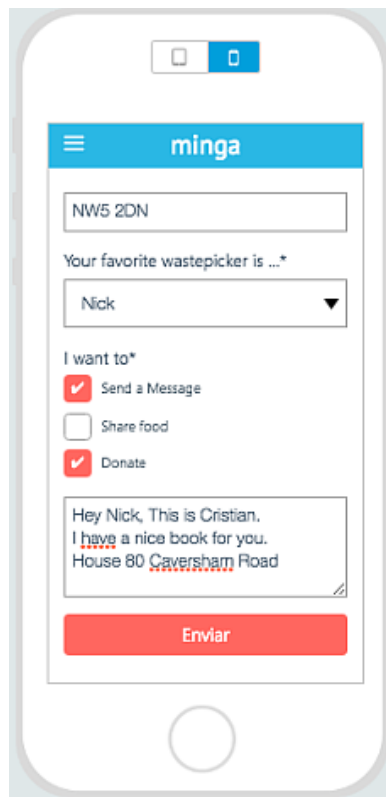 minga
NW5 2DN
Your favorite wastepicker is ...*
Nick
I want to*
Send a Message
Share food
Donate
Hey Nick, This is Cristian.
I have a nice book for you.
House 80 Caversham Road
Enviar